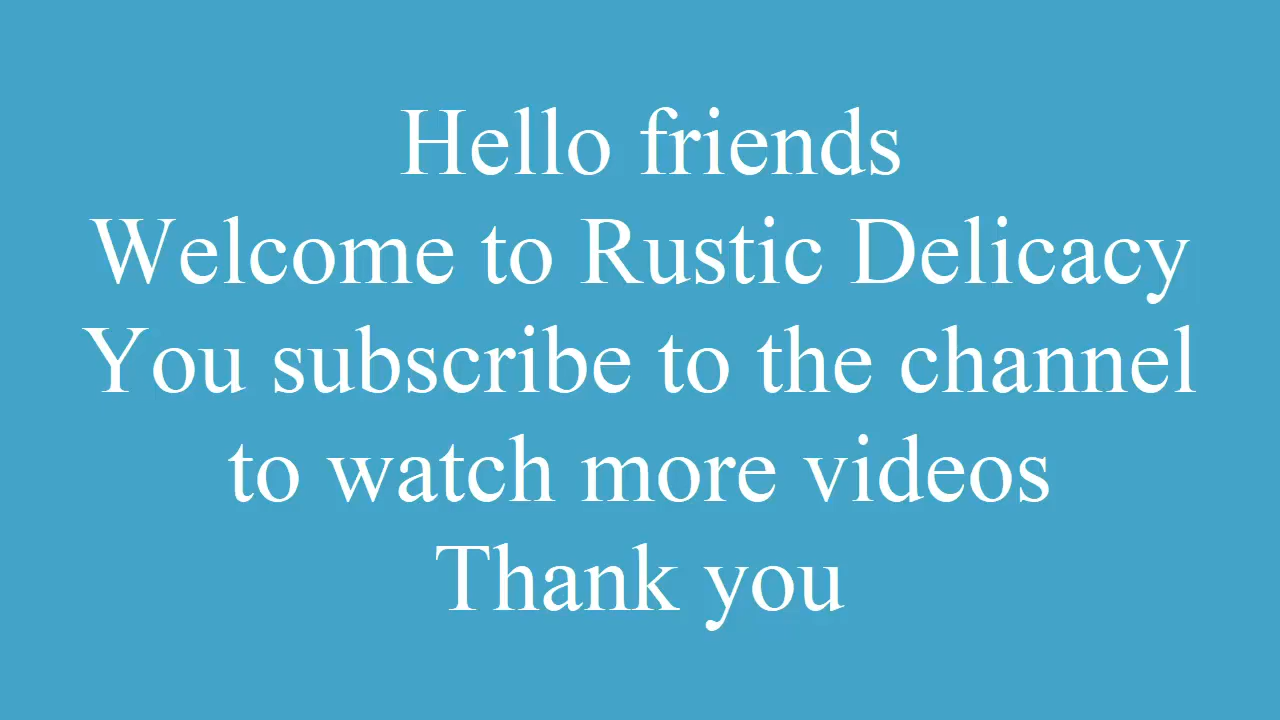 Hello friends
Welcome to Rustic Delicacy
You subscribe to the channel
to watch more videos
Thank you